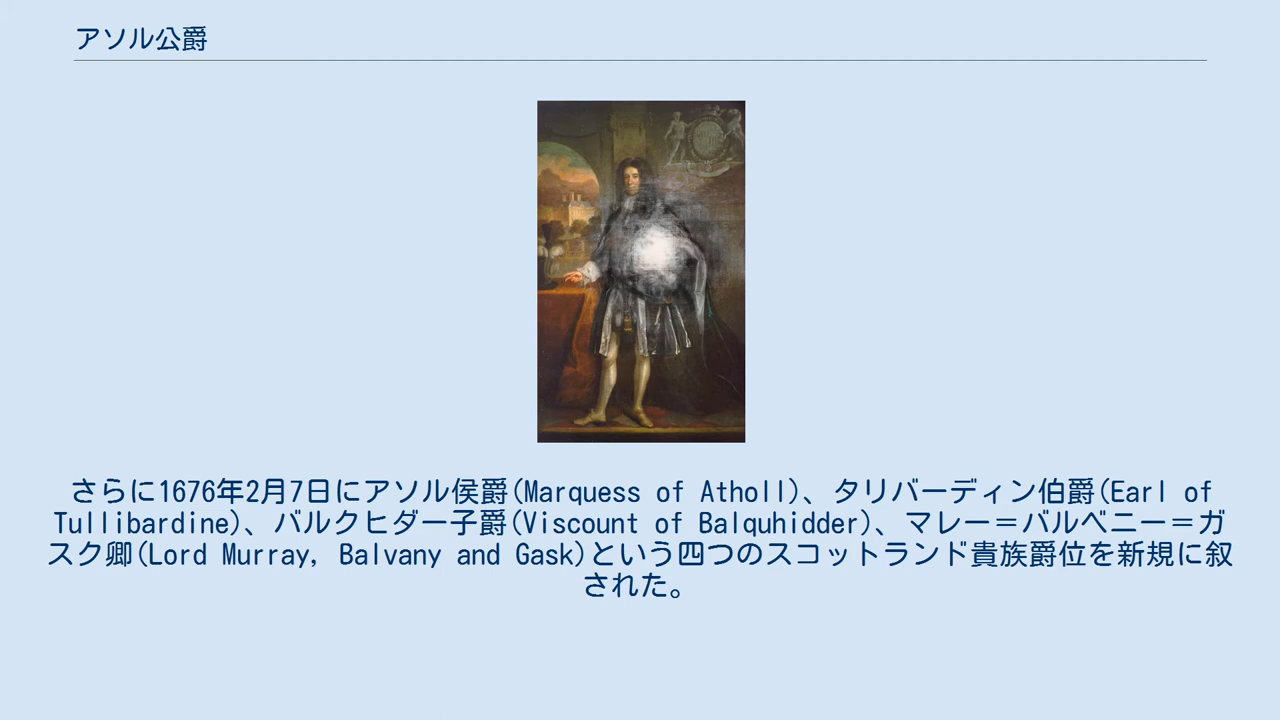 アソル公爵
さらに1676年2月7日にアソル侯爵(Marquess of Atholl)、タリバーディン伯爵(Earl of
Tullibardine)、バルクヒダー子爵(Viscount of Balquhidder)、マレー＝バルベニー＝ガ
スク卿(Lord Murray, Balvany and Gask)という四つのスコットランド貴族爵位を新規に叙
された。